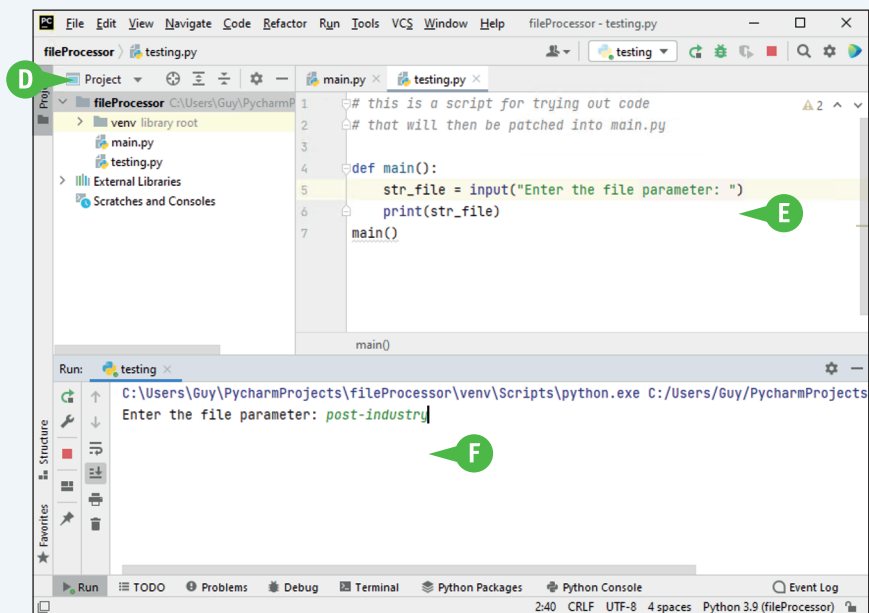 PC File Edit View Navigate Code Refactor Run Tools VCS Window Help fileProcessor - testing.py
fileProcessor testing.py testing
D Project main.py testing.py
fileProcessor C:\Users\Guy\PycharmP
venv library root
main.py
testing.py
External Libraries
Scratches and Consoles
1 # this is a script for trying out code
2 # that will then be patched into main.py
3
4 def main():
5 str_file = input("Enter the file parameter: ")
6 print(str_file)
7 main()
2
E
main()
Run: testing
C:\Users\Guy\PycharmProjects\fileProcessor\venv\Scripts\python.exe C:/Users/Guy/PycharmProjects
Enter the file parameter: post-industry
F
Structure
Favorites
Run TODO Problems Debug Terminal Python Packages Python Console Event Log
2:40 CRLF UTF-8 4 spaces Python 3.9 (fileProcessor)